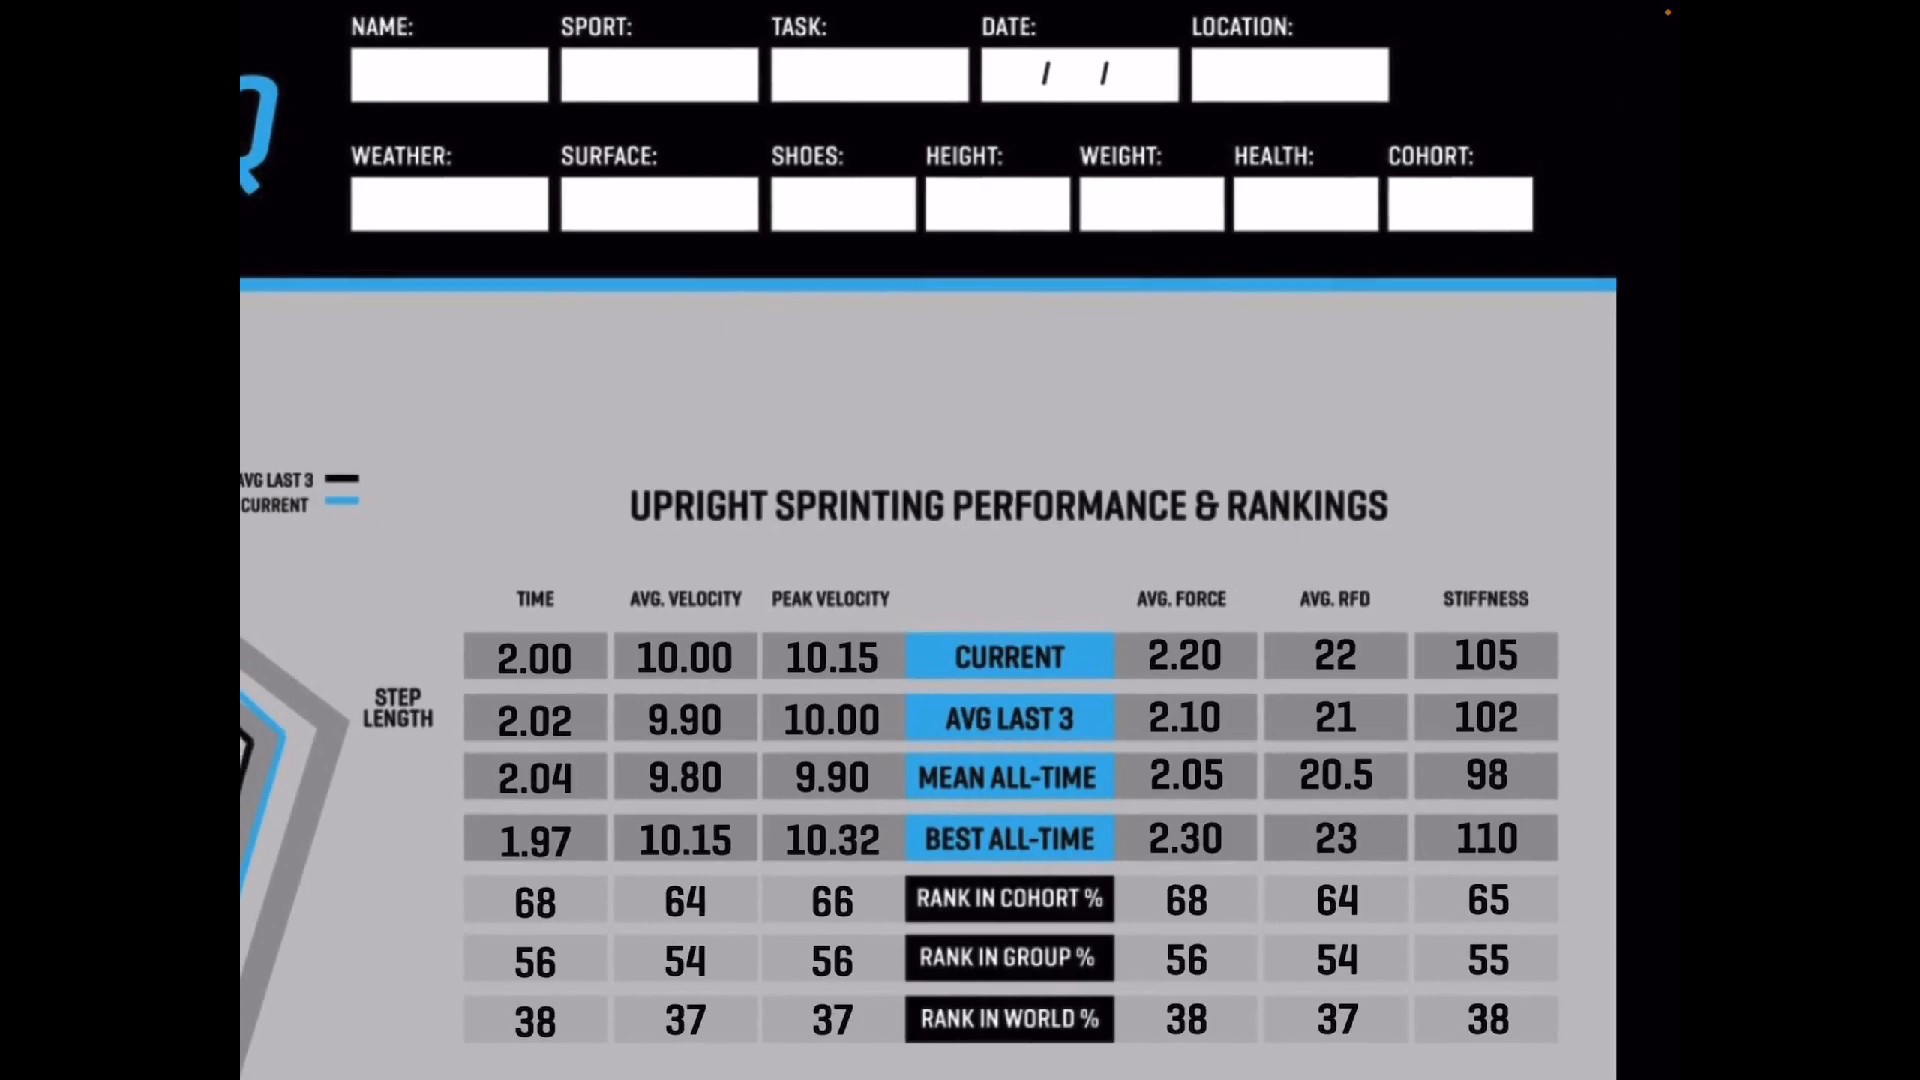 NAME: SPORT: TASK: DATE: LOCATION:
/ /
Q
WEATHER: SURFACE: SHOES: HEIGHT: WEIGHT: HEALTH: COHORT:
AVG LAST 3
CURRENT
UPRIGHT SPRINTING PERFORMANCE & RANKINGS
TIME AVG. VELOCITY PEAK VELOCITY AVG. FORCE AVG. RFD STIFFNESS
2.00 10.00 10.15 CURRENT 2.20 22 105
STEP
LENGTH
2.02 9.90 10.00 AVG LAST 3 2.10 21 102
2.04 9.80 9.90 MEAN ALL-TIME 2.05 20.5 98
1.97 10.15 10.32 BEST ALL-TIME 2.30 23 110
68 64 66 RANK IN COHORT % 68 64 65
56 54 56 RANK IN GROUP % 56 54 55
38 37 37 RANK IN WORLD % 38 37 38